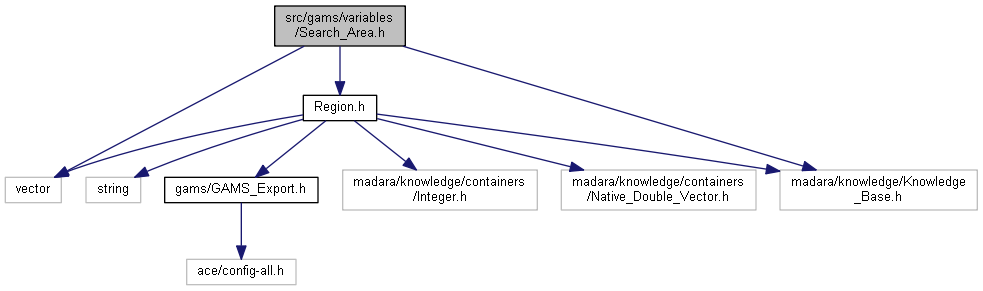 src/gams/variables
/Search_Area.h
Region.h
vector
string
gams/GAMS_Export.h
madara/knowledge/containers
/Integer.h
madara/knowledge/containers
/Native_Double_Vector.h
madara/knowledge/Knowledge
_Base.h
ace/config-all.h